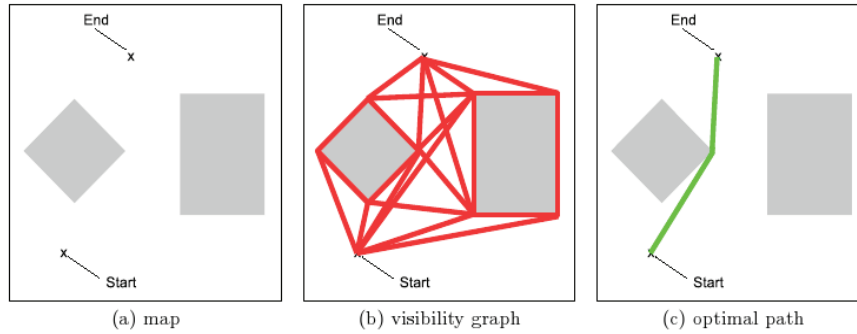 End
x
x
Start
(a) map
End
x
x
Start
(b) visibility graph
End
x
x
Start
(c) optimal path